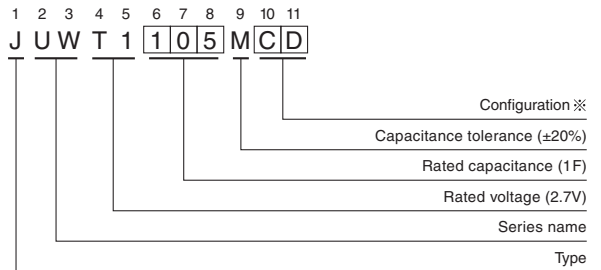 1 2 3 4 5 6 7 8 9 10 11
J U W T 1 1 0 5 M C D
Configuration ※
Capacitance tolerance (±20%)
Rated capacitance (1F)
Rated voltage (2.7V)
Series name
Type